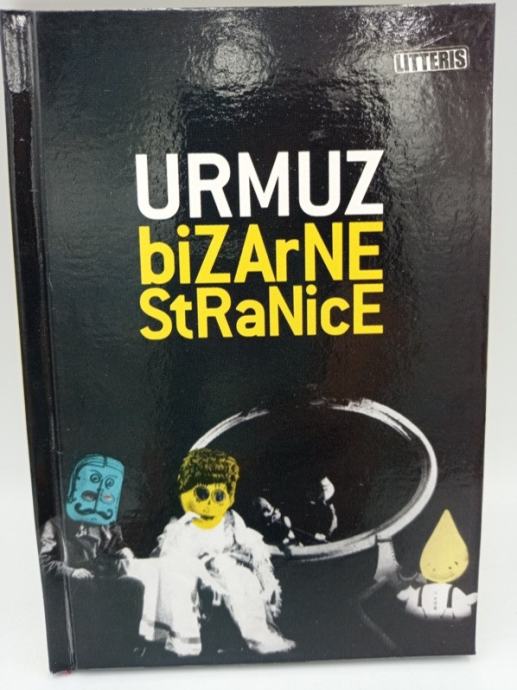 LITTERIS
URMUZ
biZArNE
StRaNicE